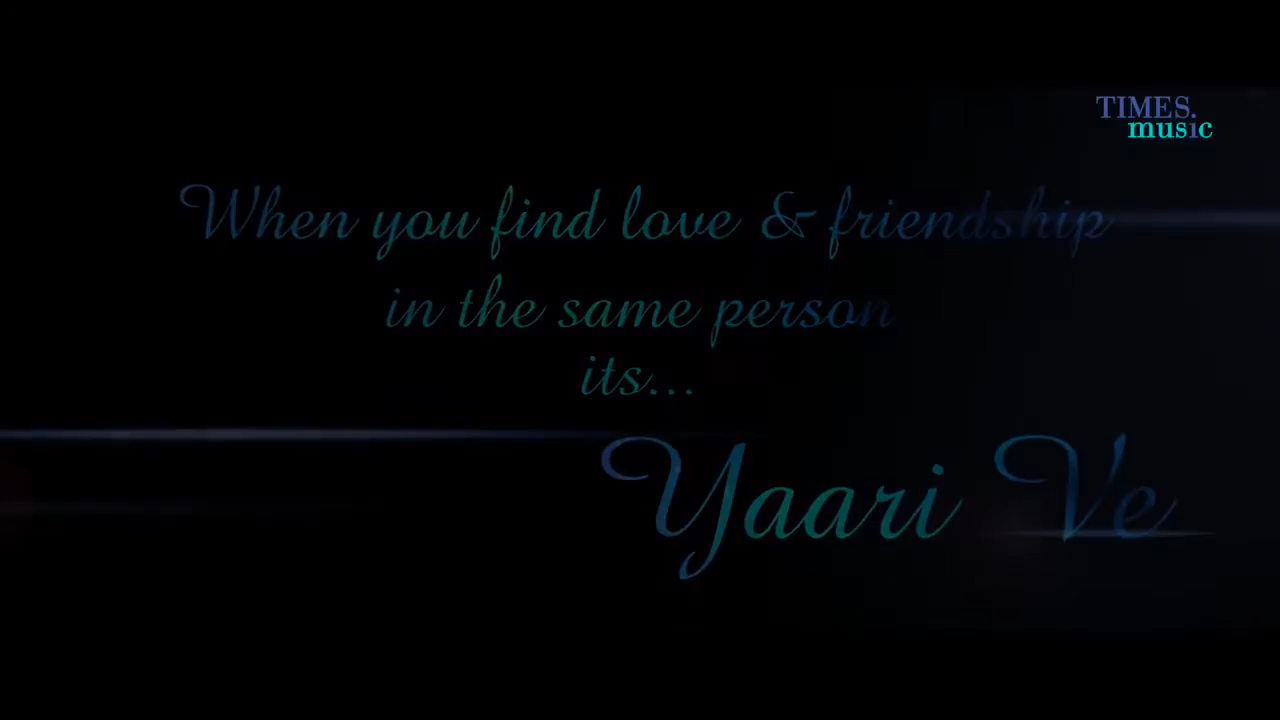 TIMES.
music
When you find love & friendship
in the same person
its...
Yaari Ve